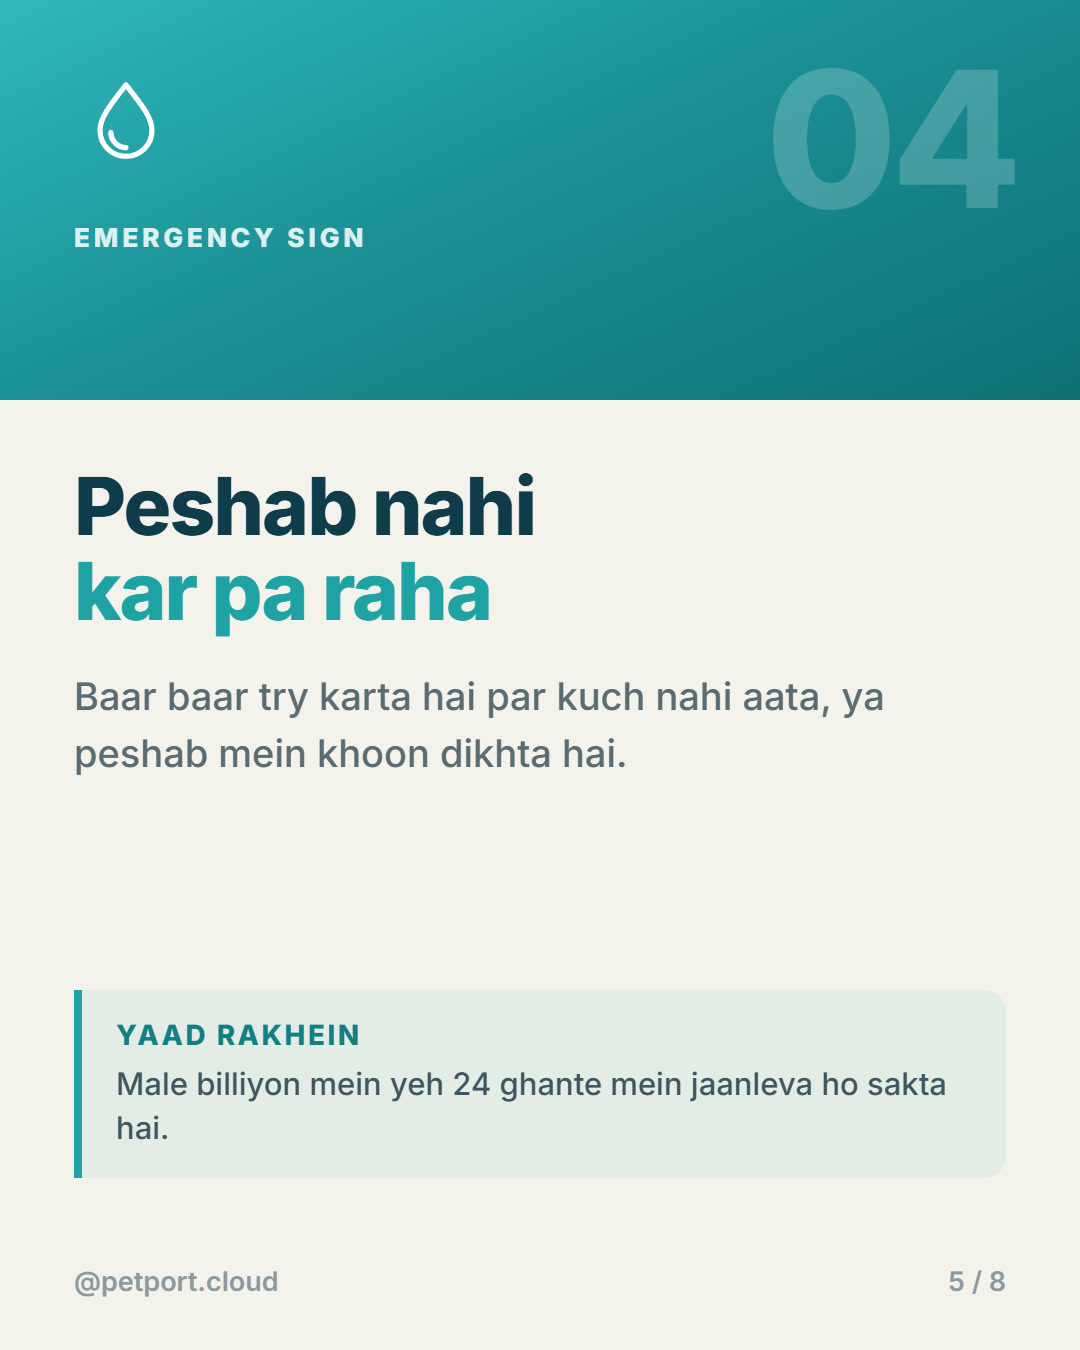 04
EMERGENCY SIGN
Peshab nahi
kar pa raha
Baar baar try karta hai par kuch nahi aata, ya
peshab mein khoon dikhta hai.
YAAD RAKHEIN
Male billiyon mein yeh 24 ghante mein jaanleva ho sakta
hai.
@petport.cloud
5 / 8